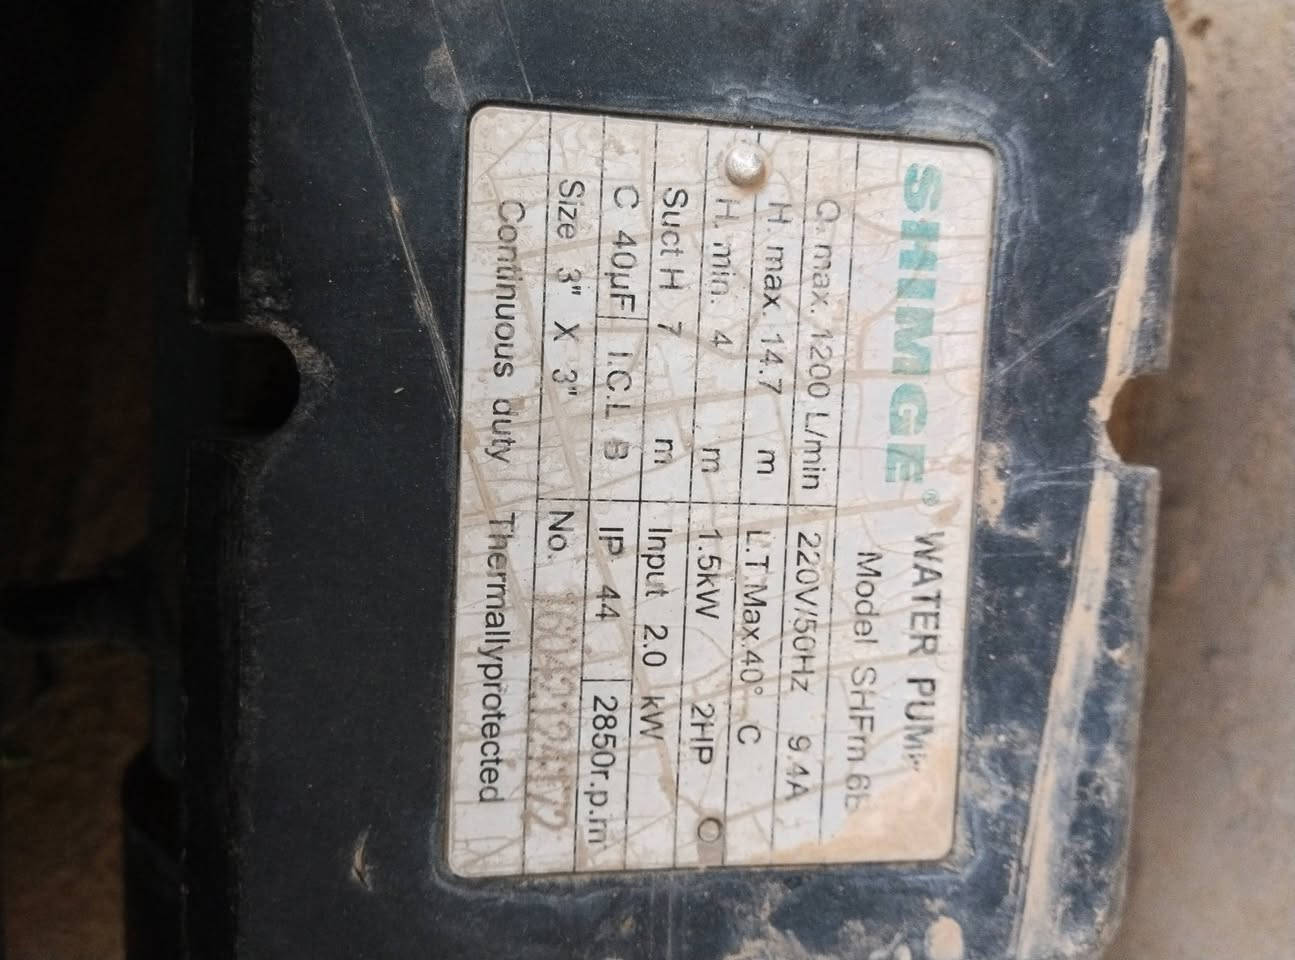 SHIMGE ® WATER PUMP
Model SHFm 6B
Q. max. 1200 L/min 220V/50Hz 9.4A
H. max. 14.7 m L.T.Max.40° C
H. min. 4 m 1.5kW 2HP
Suct H 7 m Input 2.0 kW
C 40μF I.C.L B IP 44 2850r.p.m
Size 3" X 3" No.
Continuous duty Thermallyprotected